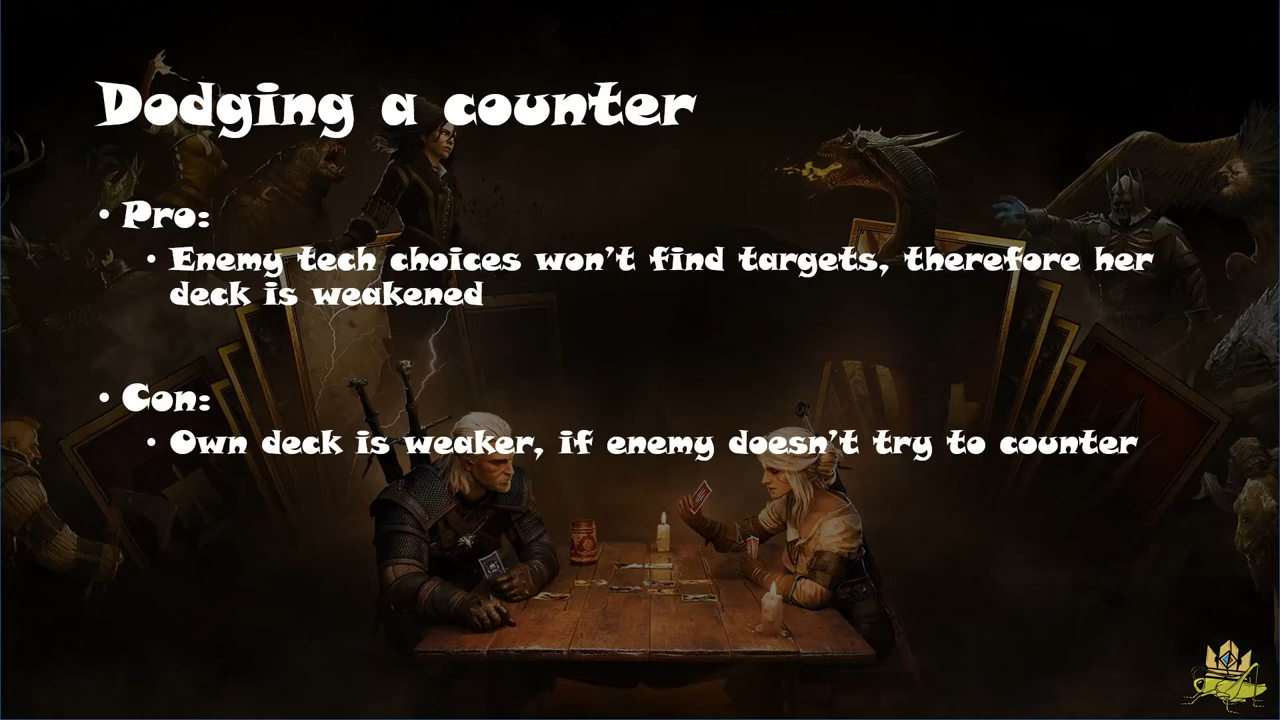 Dodging a counter
• Pro:
• Enemy tech choices won't find targets, therefore her
deck is weakened
• Con:
• Own deck is weaker, if enemy doesn't try to counter